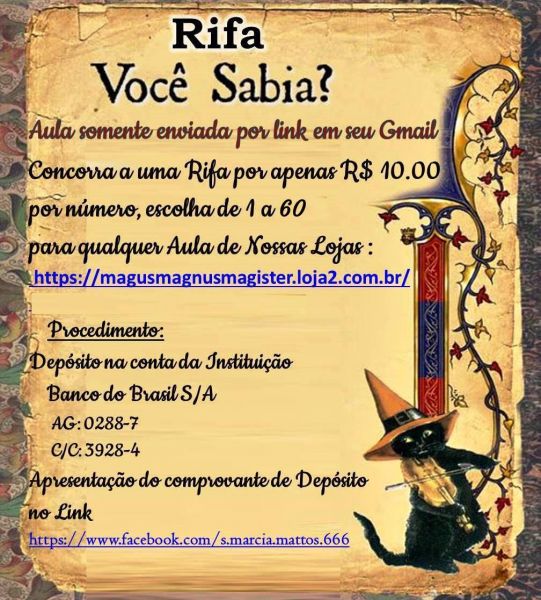 Rifa
Você Sabia?
Aula somente enviada por link em seu Gmail
Concorra a uma Rifa por apenas R$ 10.00
por número, escolha de 1 a 60
para qualquer Aula de Nossas Lojas :
https://magusmagnusmagister.loja2.com.br/
Procedimento:
Depósito na conta da Instituição
Banco do Brasil S/A
AG: 0288-7
C/C: 3928-4
Apresentação do comprovante de Depósito
no Link
https://www.facebook.com/s.marcia.mattos.666